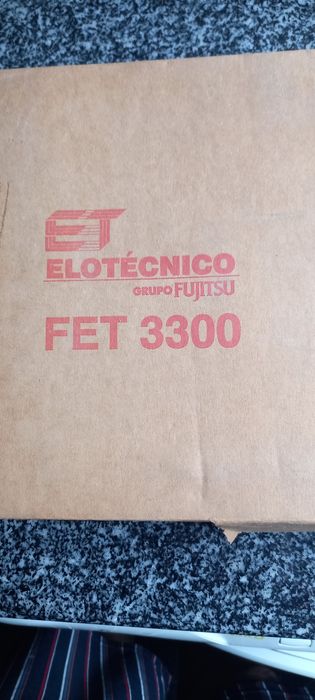 ET
ELOTÉCNICO
GRUPO FUJITSU
FET 3300